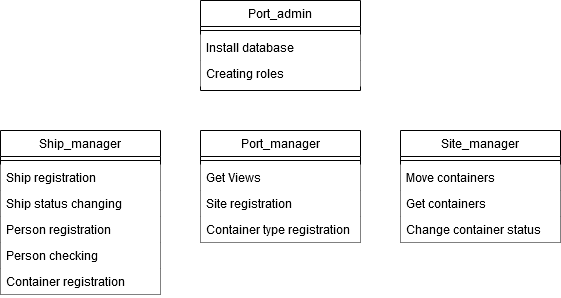 Port_admin
Install database
Creating roles
Ship_manager
Ship registration
Ship status changing
Person registration
Person checking
Container registration
Port_manager
Get Views
Site registration
Container type registration
Site_manager
Move containers
Get containers
Change container status